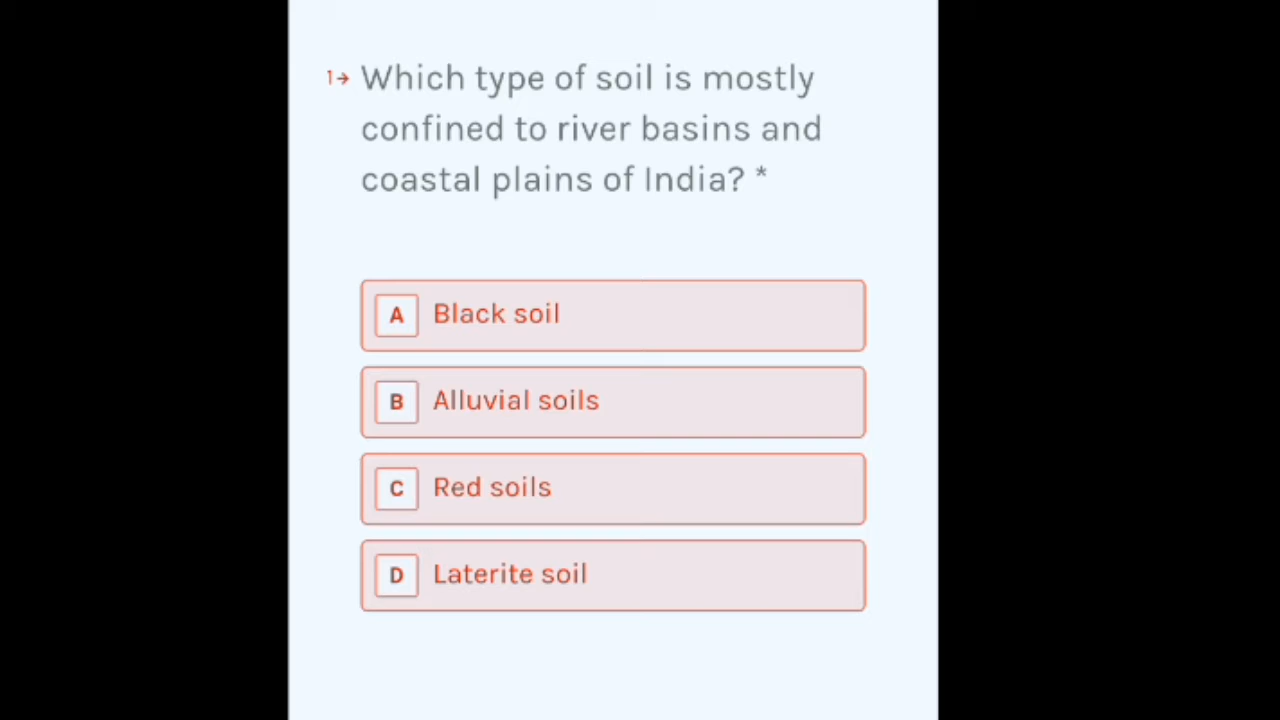 1→ Which type of soil is mostly
confined to river basins and
coastal plains of India? *
A Black soil
B Alluvial soils
C Red soils
D Laterite soil